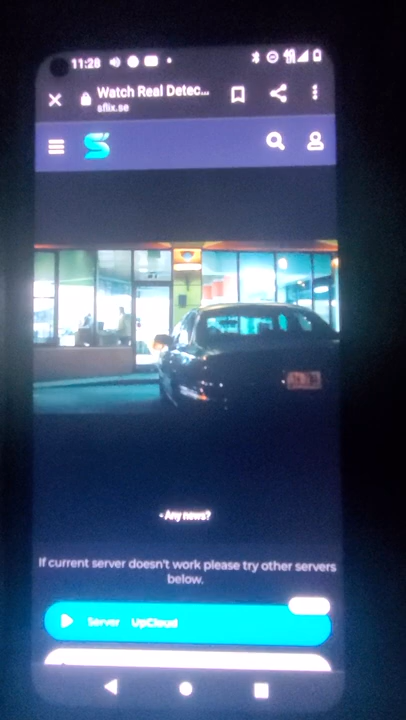 11:28
4G
Watch Real Detec...
sflix.se
- Any news?
If current server doesn't work please try other servers
below.
Server UpCloud